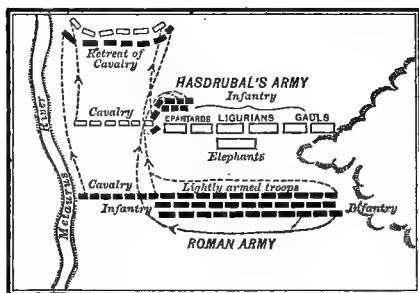 Retreat of
Cavalry
HASDRUBAL'S ARMY
Infantry
Cavalry
EPANTARDS LIGURIANS GAULS
Elephants
River
Metaurus
Cavalry Lightly armed troops
Infantry Infantry
ROMAN ARMY